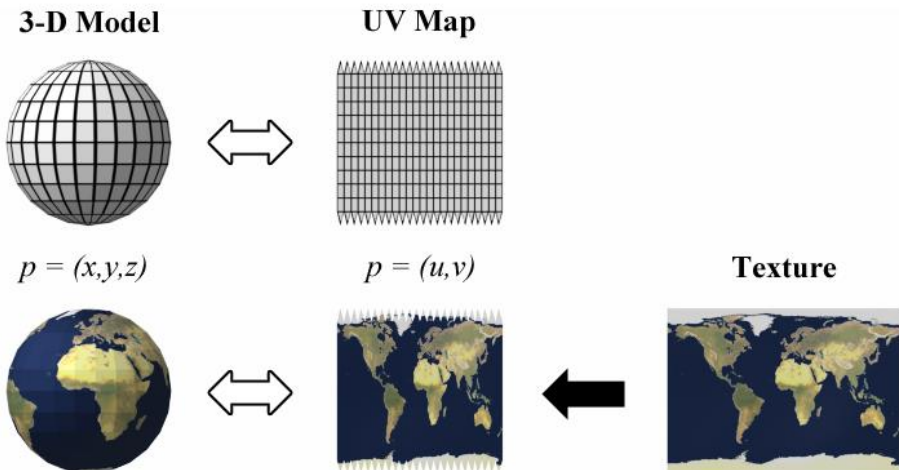 3-D Model
UV Map
p = (x,y,z)
p = (u,v)
Texture